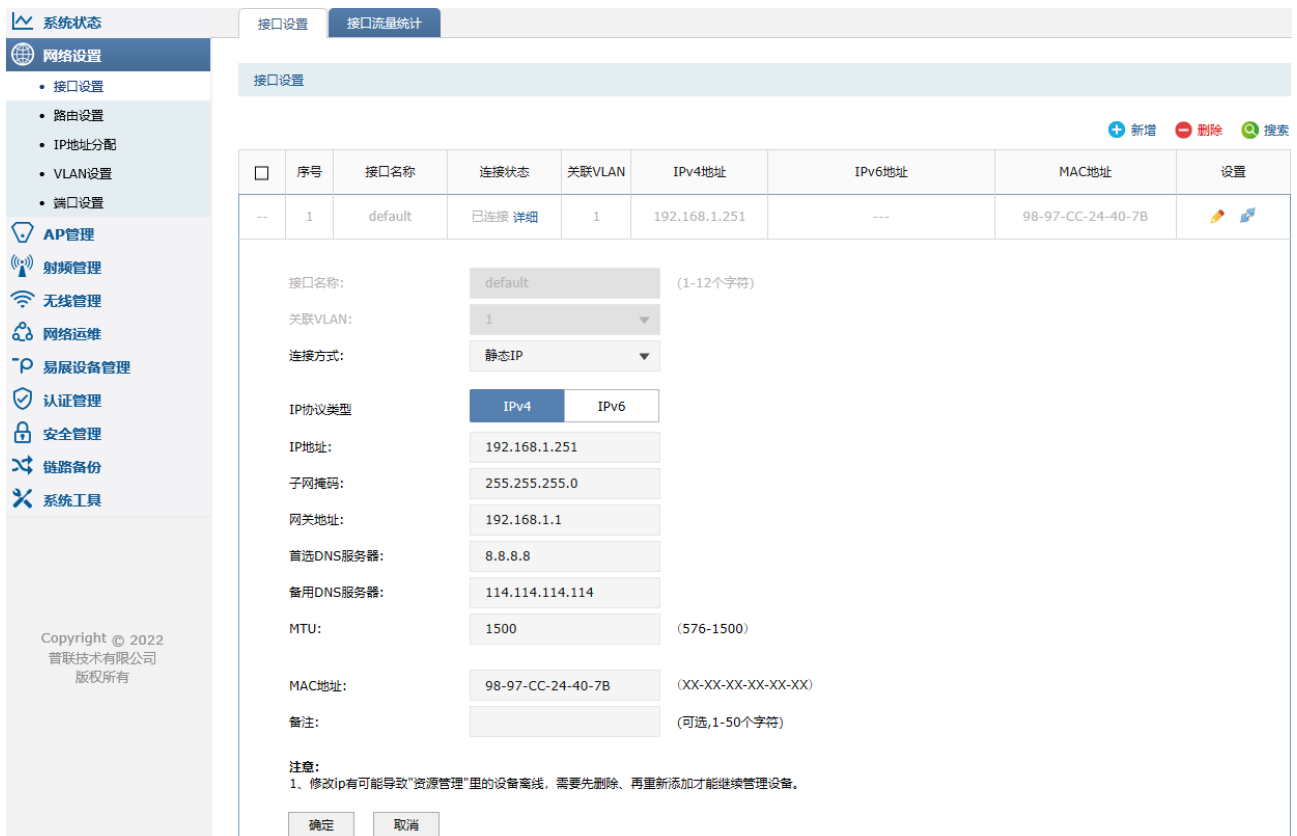 系统状态
网络设置
接口设置
路由设置
IP地址分配
VLAN设置
端口设置
AP管理
射频管理
无线管理
网络运维
易展设备管理
认证管理
安全管理
链路备份
系统工具
Copyright © 2022
普联技术有限公司
版权所有
接口设置 接口流量统计
接口设置
新增 删除 搜索
序号 接口名称 连接状态 关联VLAN IPv4地址 IPv6地址 MAC地址 设置
-- 1 default 已连接 详细 1 192.168.1.251 --- 98-97-CC-24-40-7B
接口名称: default (1-12个字符)
关联VLAN: 1
连接方式: 静态IP
IP协议类型 IPv4 IPv6
IP地址: 192.168.1.251
子网掩码: 255.255.255.0
网关地址: 192.168.1.1
首选DNS服务器: 8.8.8.8
备用DNS服务器: 114.114.114.114
MTU: 1500 (576-1500)
MAC地址: 98-97-CC-24-40-7B (XX-XX-XX-XX-XX-XX)
备注: (可选,1-50个字符)
注意:
1、修改ip有可能导致"资源管理"里的设备离线，需要先删除、再重新添加才能继续管理设备。
确定 取消